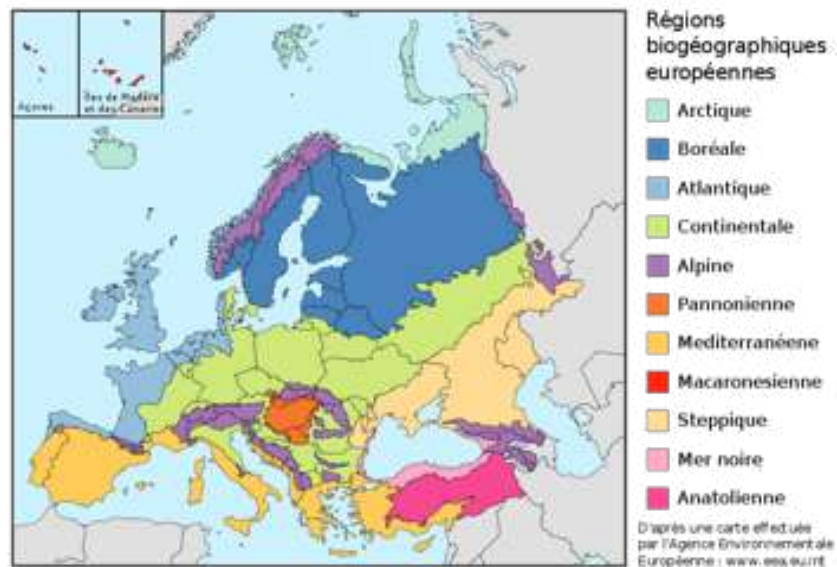 Açores
Îles de Madère
et des Canaries
Régions
biogéographiques
européennes
Arctique
Boréale
Atlantique
Continentale
Alpine
Pannonienne
Mediterranéene
Macaronesienne
Steppique
Mer noire
Anatolienne
D'après une carte effectuée
par l'Agence Environnementale
Européenne : www.eea.eu.int